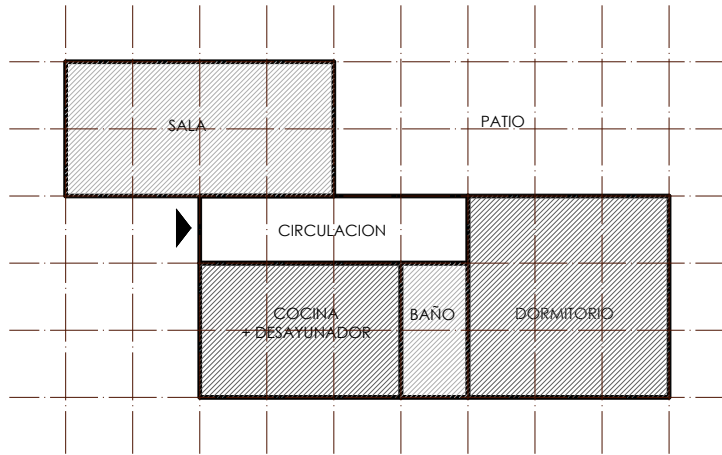 SALA
PATIO
CIRCULACION
COCINA
+ DESAYUNADOR
BAÑO
DORMITORIO